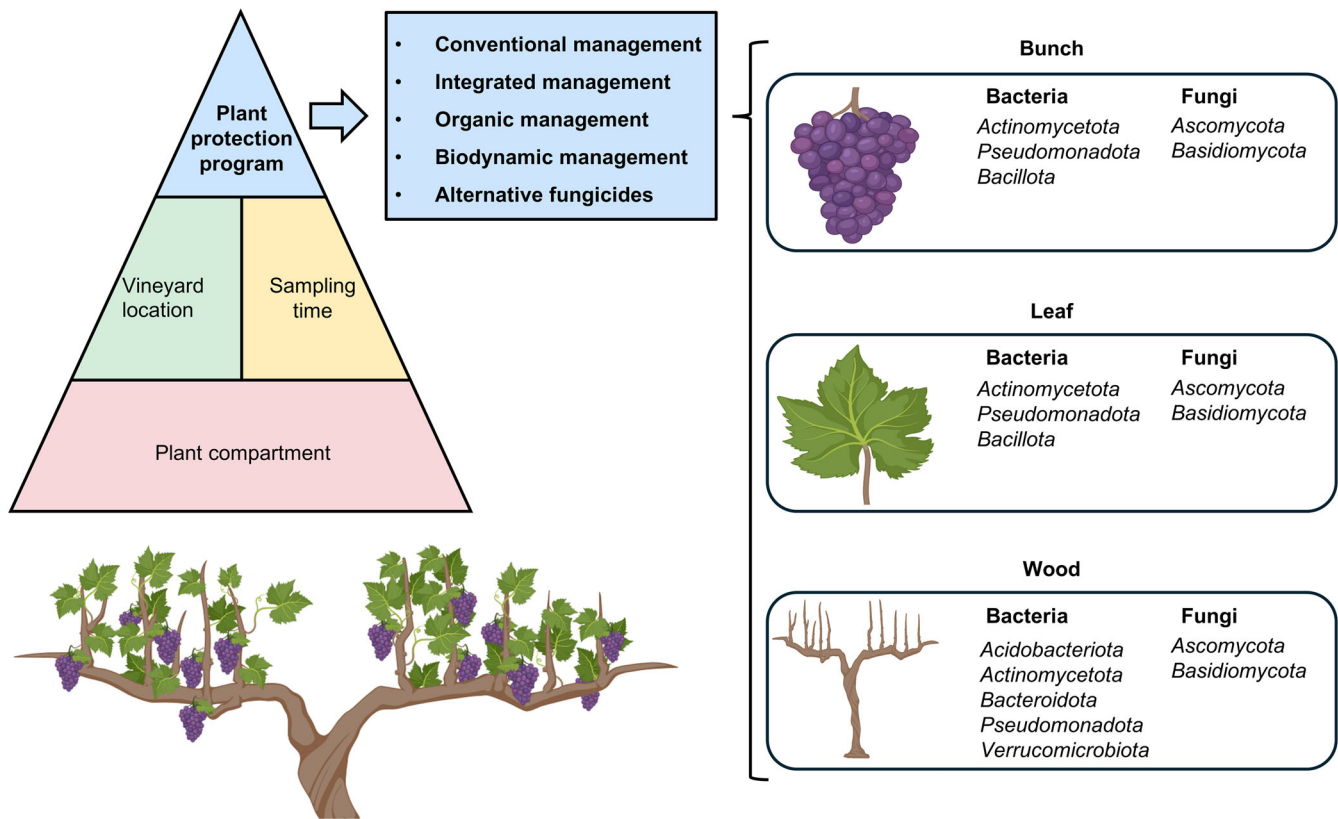 Plant
protection
program
Vineyard
location
Sampling
time
Plant compartment
• Conventional management
• Integrated management
• Organic management
• Biodynamic management
• Alternative fungicides
Bunch
Bacteria
Actinomycetota
Pseudomonadota
Bacillota
Fungi
Ascomycota
Basidiomycota
Leaf
Bacteria
Actinomycetota
Pseudomonadota
Bacillota
Fungi
Ascomycota
Basidiomycota
Wood
Bacteria
Acidobacteriota
Actinomycetota
Bacteroidota
Pseudomonadota
Verrucomicrobiota
Fungi
Ascomycota
Basidiomycota